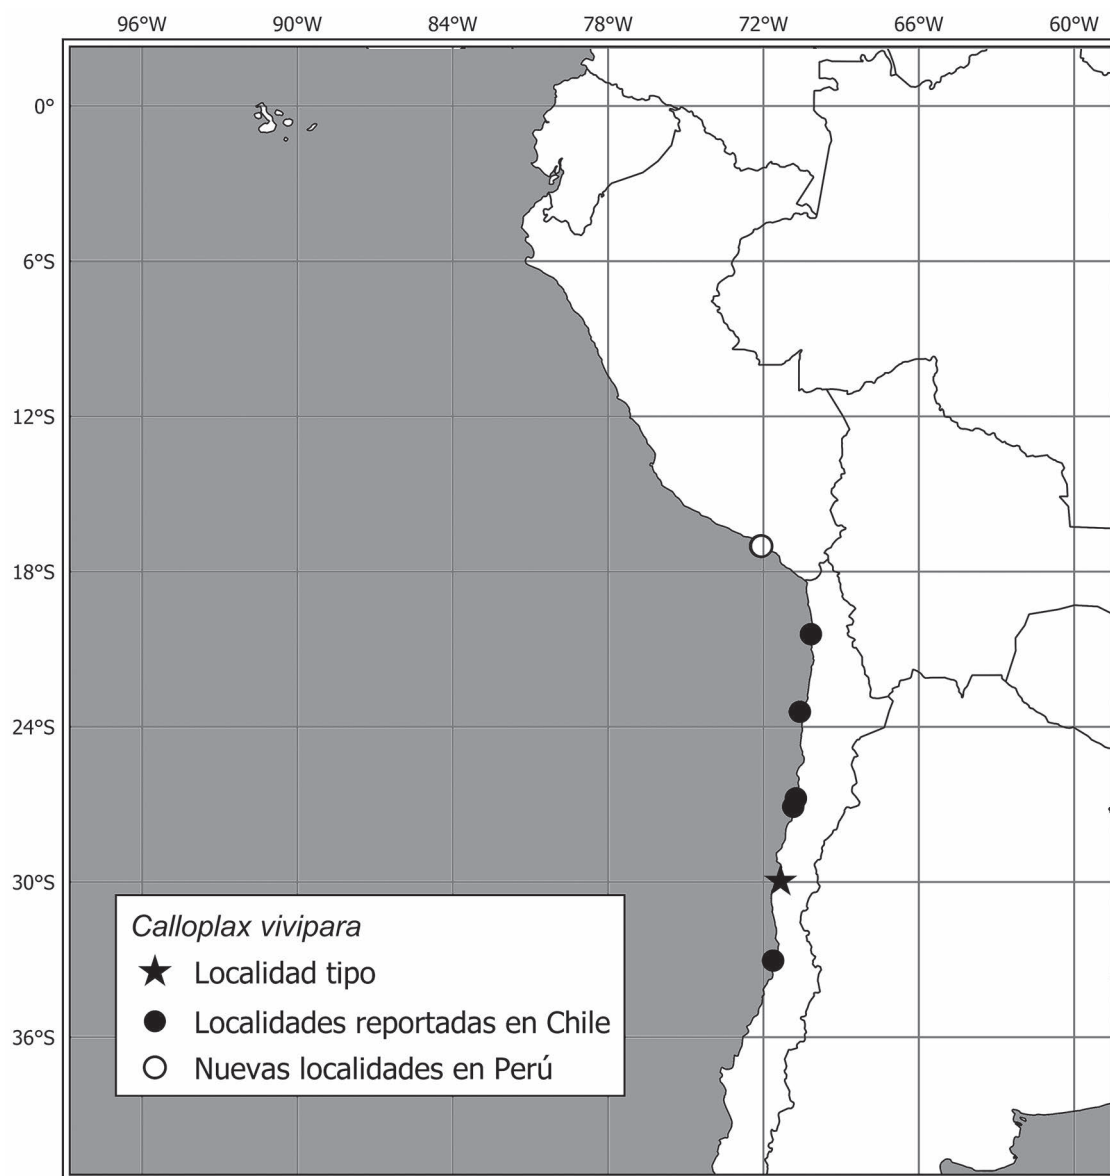 96°W 90°W 84°W 78°W 72°W 66°W 60°W
0°
6°S
12°S
18°S
24°S
30°S
36°S
Calloplax vivipara
Localidad tipo
Localidades reportadas en Chile
Nuevas localidades en Perú